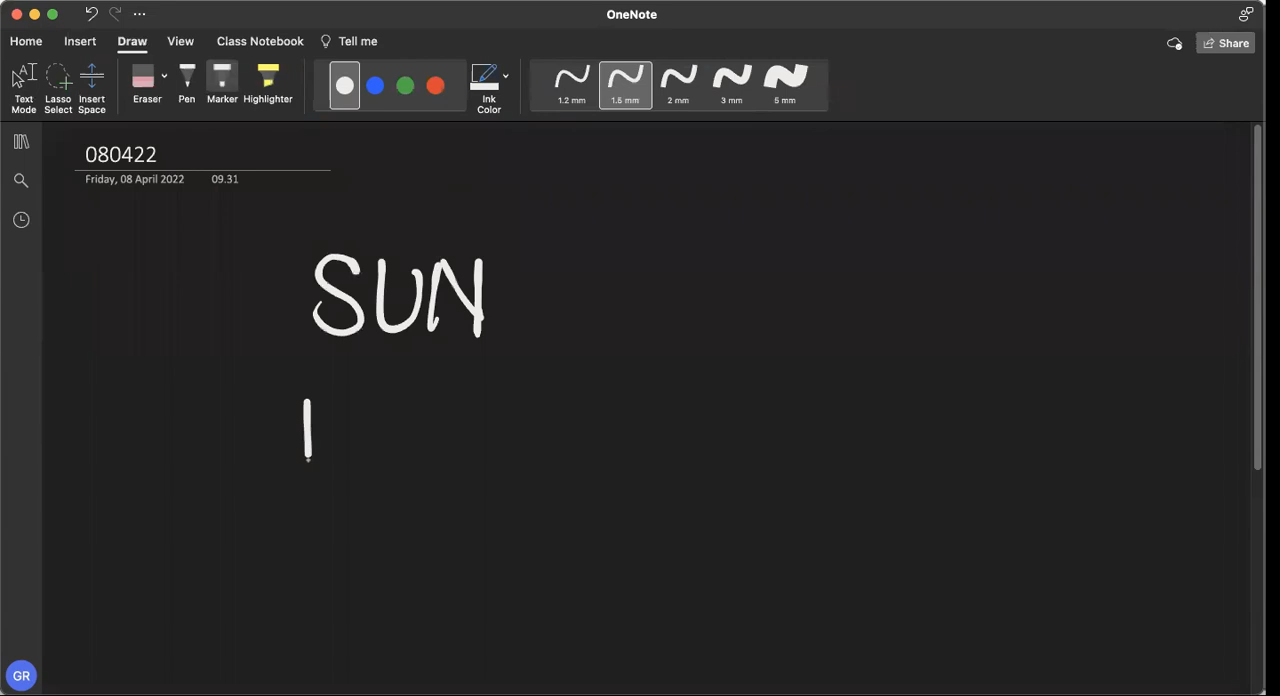 OneNote
Home Insert Draw View Class Notebook Tell me
Share
Text Mode
Lasso Select
Insert Space
Eraser
Pen
Marker
Highlighter
Ink Color
1.2 mm
1.5 mm
2 mm
3 mm
5 mm
080422
Friday, 08 April 2022 09.31
SUN
GR